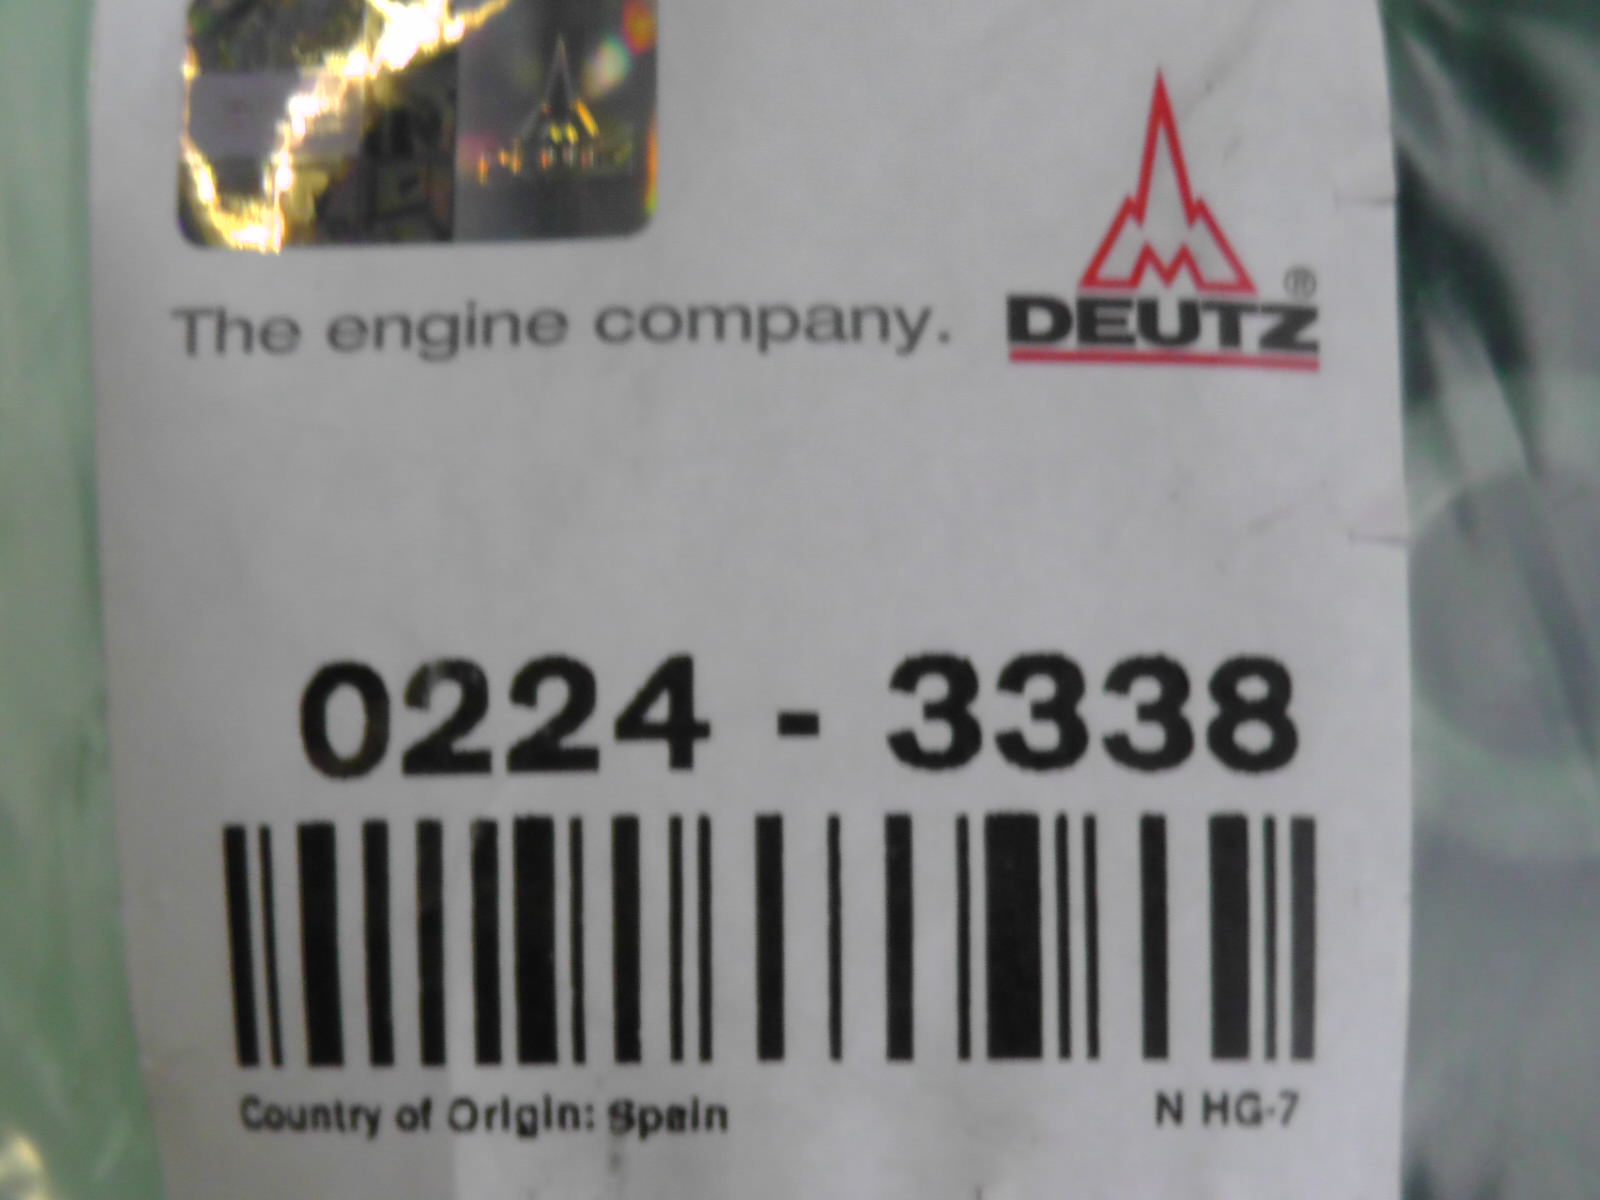 The engine company.
DEUTZ®
0224 - 3338
Country of Origin: Spain
N HG-7